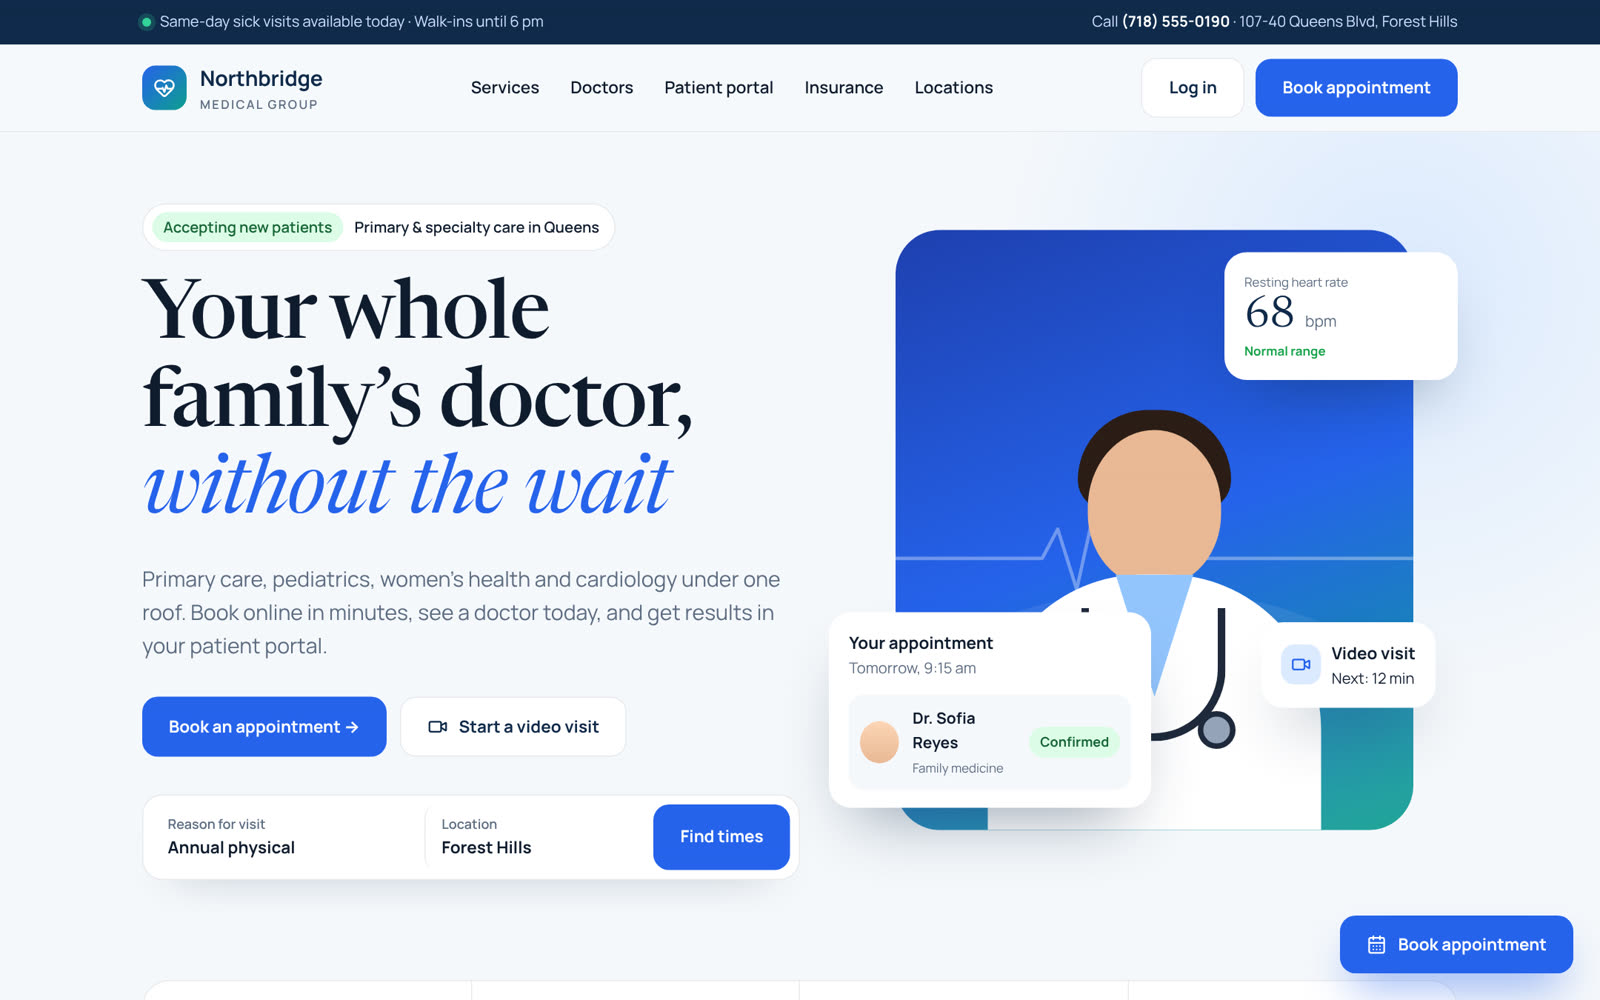 Same-day sick visits available today · Walk-ins until 6 pm
Call (718) 555-0190 · 107-40 Queens Blvd, Forest Hills
Northbridge
MEDICAL GROUP
Services
Doctors
Patient portal
Insurance
Locations
Log in
Book appointment
Accepting new patients
Primary & specialty care in Queens
Your whole
family’s doctor,
without the wait
Primary care, pediatrics, women’s health and cardiology under one
roof. Book online in minutes, see a doctor today, and get results in
your patient portal.
Book an appointment →
Start a video visit
Reason for visit
Annual physical
Location
Forest Hills
Find times
Resting heart rate
68 bpm
Normal range
Your appointment
Tomorrow, 9:15 am
Dr. Sofia
Reyes
Family medicine
Confirmed
Video visit
Next: 12 min
Book appointment